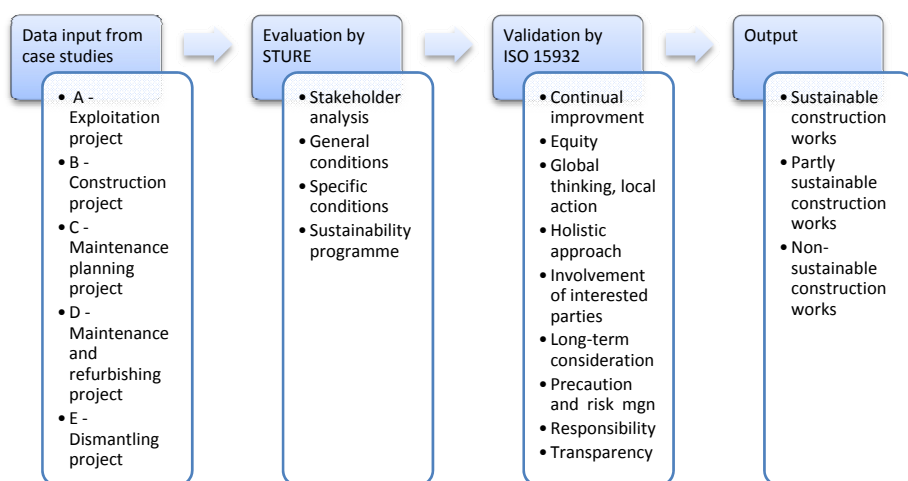 Data input from
case studies
• A -
Exploitation
project
• B -
Construction
project
• C -
Maintenance
planning
project
• D -
Maintenance
and
refurbishing
project
• E -
Dismantling
project
Evaluation by
STURE
• Stakeholder
analysis
• General
conditions
• Specific
conditions
• Sustainability
programme
Validation by
ISO 15932
• Continual
improvment
• Equity
• Global
thinking, local
action
• Holistic
approach
• Involvement
of interested
parties
• Long-term
consideration
• Precaution
and risk mgn
• Responsibility
• Transparency
Output
• Sustainable
construction
works
• Partly
sustainable
construction
works
• Non-
sustainable
construction
works